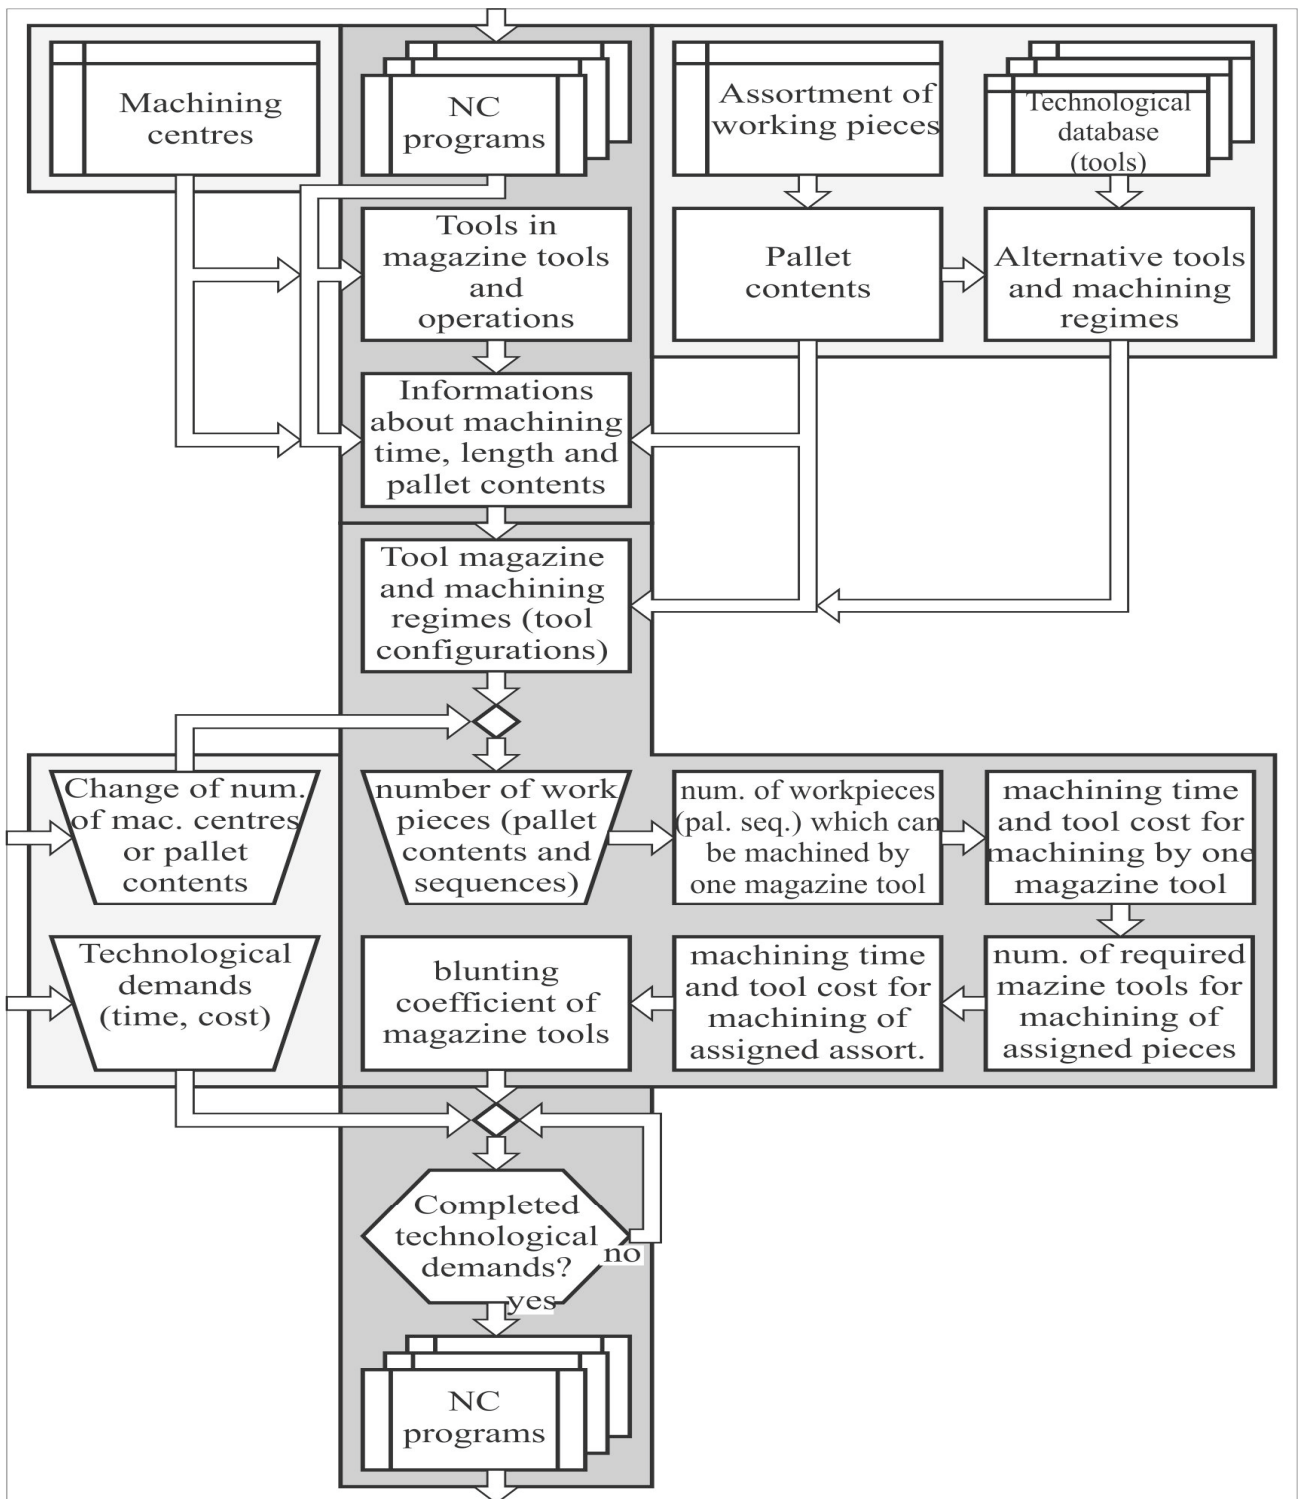 Machining
centres
NC
programs
Assortment of
working pieces
Technological
database
(tools)
Tools in
magazine tools
and
operations
Pallet
contents
Alternative tools
and machining
regimes
Informations
about machining
time, length and
pallet contents
Tool magazine
and machining
regimes (tool
configurations)
Change of num.
of mac. centres
or pallet
contents
number of work
pieces (pallet
contents and
sequences)
num. of workpieces
(pal. seq.) which can
be machined by
one magazine tool
machining time
and tool cost for
machining by one
magazine tool
Technological
demands
(time, cost)
blunting
coefficient of
magazine tools
machining time
and tool cost for
machining of
assigned assort.
num. of required
mazine tools for
machining of
assigned pieces
Completed
technological
demands?
no
yes
NC
programs